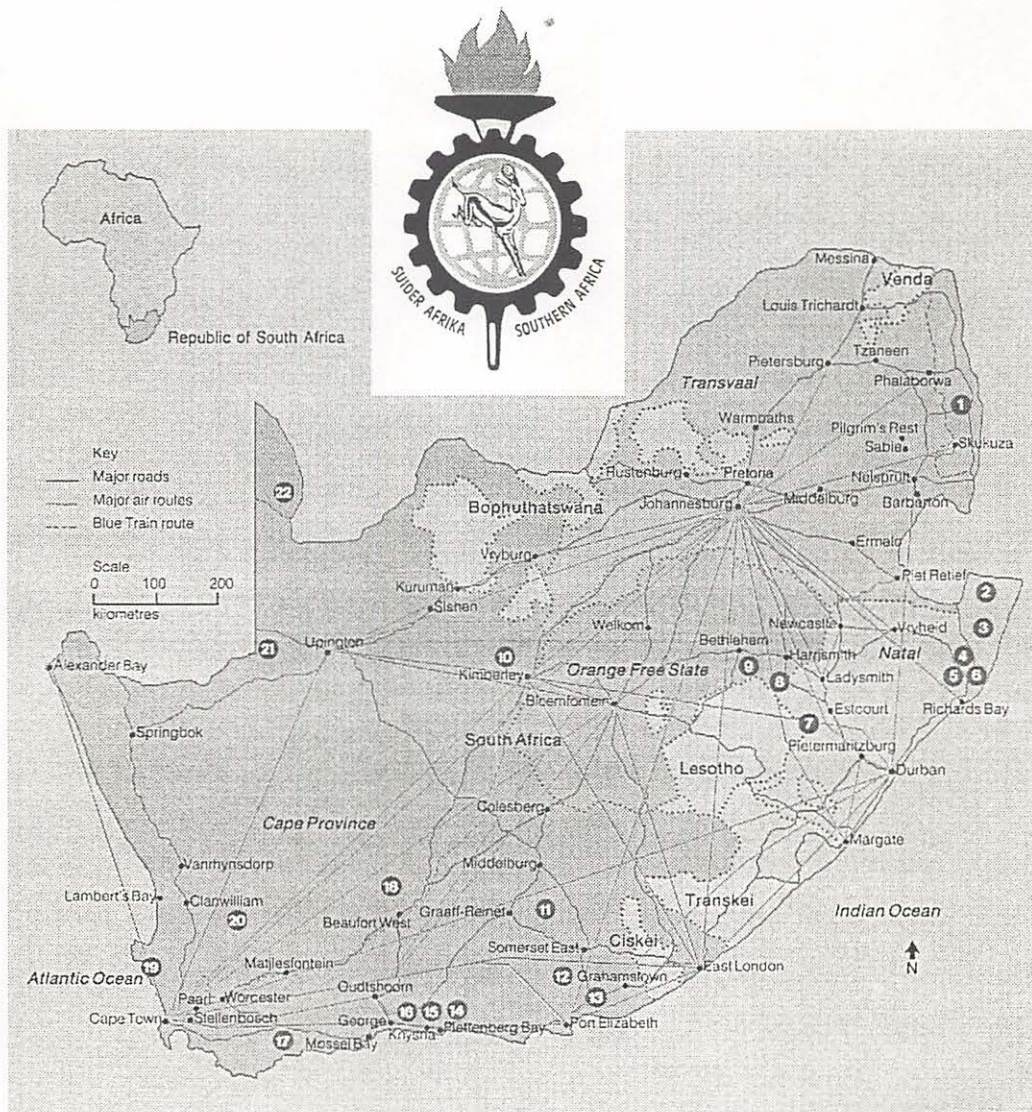 SUIDER AFRIKA
SOUTHERN AFRICA
Africa
Republic of South Africa
Key
Major roads
Major air routes
Blue Train route
Scale
0 100 200
kilometres
Messina
Venda
Louis Trichardt
Pietersburg
Tzaneen
Phalaborwa
Transvaal
1
Warmbaths
Pilgrim's Rest
Sabie
Skukuza
Rustenburg
Pretoria
Nelspruit
22
Johannesburg
Middelburg
Barberton
Bophuthatswana
Ermalo
Vryburg
Piet Retief
Kuruman
2
Sishen
Welkom
Newcastle
Vryheid
3
Upington
21
Bethlehem
Harrismith
Natal
4
Alexander Bay
10
Orange Free State
9
8
Ladysmith
5
6
Kimberley
Bloemfontein
Estcourt
Richards Bay
7
Springbok
South Africa
Pietermaritzburg
Lesotho
Durban
Colesberg
Cape Province
Margate
Vanrhynsdorp
Middelburg
Lambert's Bay
Clanwilliam
18
Transkei
20
Beaufort West
Graaff-Reinet
11
Indian Ocean
Ciskei
Somerset East
N
Atlantic Ocean
19
Matjiesfontein
East London
12
Grahamstown
Oudtshoorn
13
Paarl
Worcester
16
15
14
Cape Town
Stellenbosch
George
Knysna
Plettenberg Bay
Port Elizabeth
17
Mossel Bay